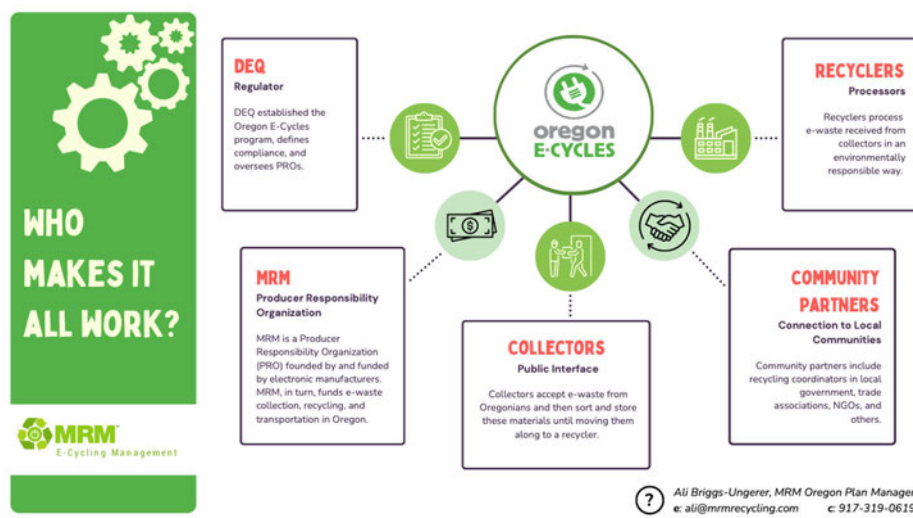 WHO
MAKES IT
ALL WORK?
MRM™
E-Cycling Management
DEQ
Regulator
DEQ established the
Oregon E-Cycles
program, defines
compliance, and
oversees PROs.
oregon
E-CYCLES
RECYCLERS
Processors
Recyclers process
e-waste received from
collectors in an
environmentally
responsible way.
MRM
Producer Responsibility
Organization
MRM is a Producer
Responsibility Organization
(PRO) founded by and funded
by electronic manufacturers.
MRM, in turn, funds e-waste
collection, recycling, and
transportation in Oregon.
COLLECTORS
Public Interface
Collectors accept e-waste from
Oregonians and then sort and store
these materials until moving them
along to a recycler.
COMMUNITY
PARTNERS
Connection to Local
Communities
Community partners include
recycling coordinators in local
government, trade
associations, NGOs, and
others.
?
Ali Briggs-Ungerer, MRM Oregon Plan Manager
e: ali@mrmrecycling.com c: 917-319-0619